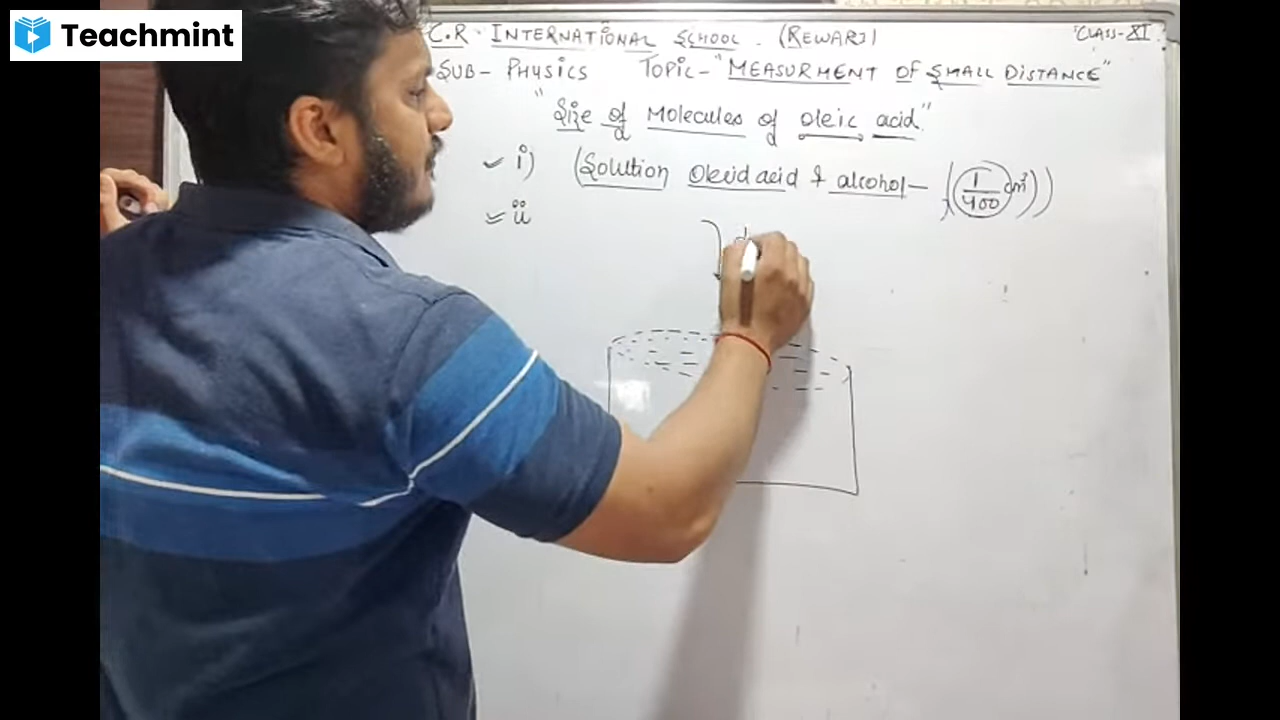 Teachmint
C.R. INTERNATIONAL SCHOOL. (REWARI) CLASS-XI
SUB- PHYSICS TOPIC- "MEASURMENT OF SMALL DISTANCE"
"Size of Molecules of oleic acid"
i) (Solution Oleid acid & alcohol- (1/400 cm³))
ii
d